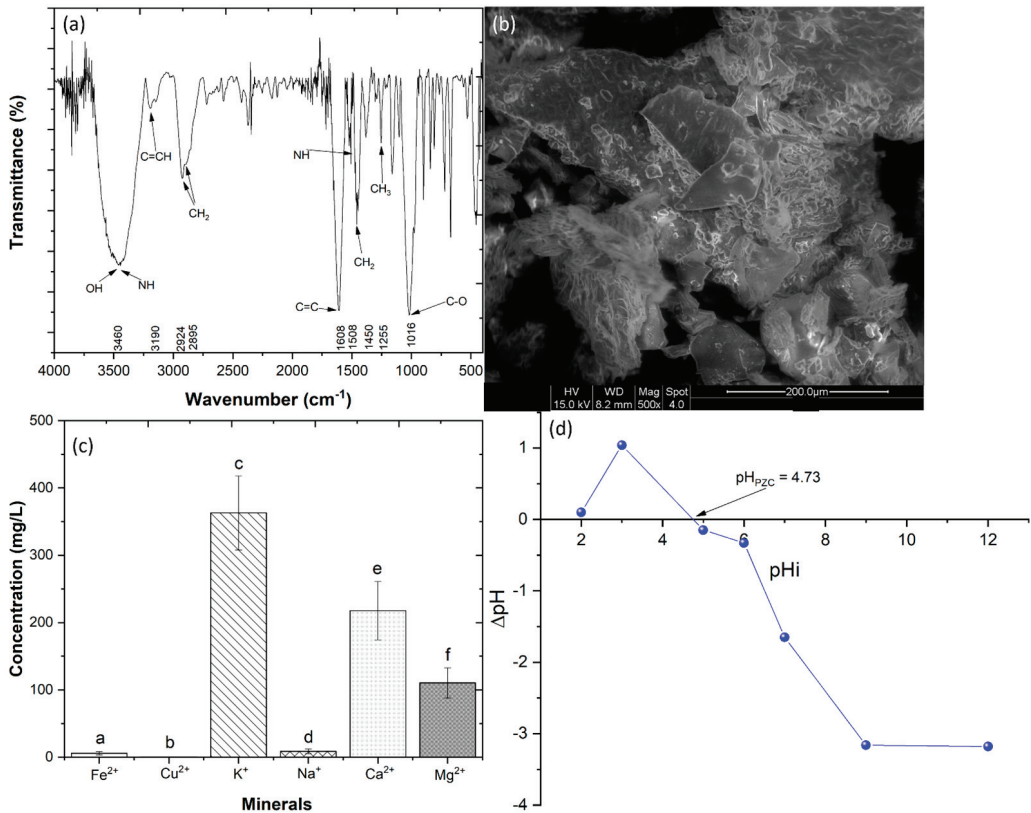 (a)
Transmittance (%)
C=CH
CH₂
OH
NH
NH
CH₂
CH₃
C=C
C-O
3460
3190
2924
2895
1608
1508
1450
1255
1016
4000 3500 3000 2500 2000 1500 1000 500
Wavenumber (cm⁻¹)
(b)
HV WD Mag Spot
15.0 kV 8.2 mm 500x 4.0
200.0µm
(c)
Concentration (mg/L)
500
400
300
200
100
0
a b c d e f
Fe²⁺ Cu²⁺ K⁺ Na⁺ Ca²⁺ Mg²⁺
Minerals
(d)
pH_PZC = 4.73
ΔpH
1
0
-1
-2
-3
-4
2 4 6 8 10 12
pHi